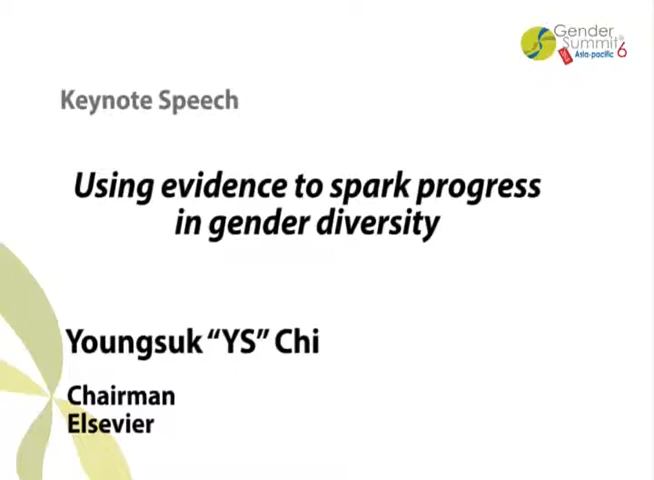 Gender
Summit
Asia-pacific 6
Keynote Speech
Using evidence to spark progress
in gender diversity
Youngsuk “YS” Chi
Chairman
Elsevier